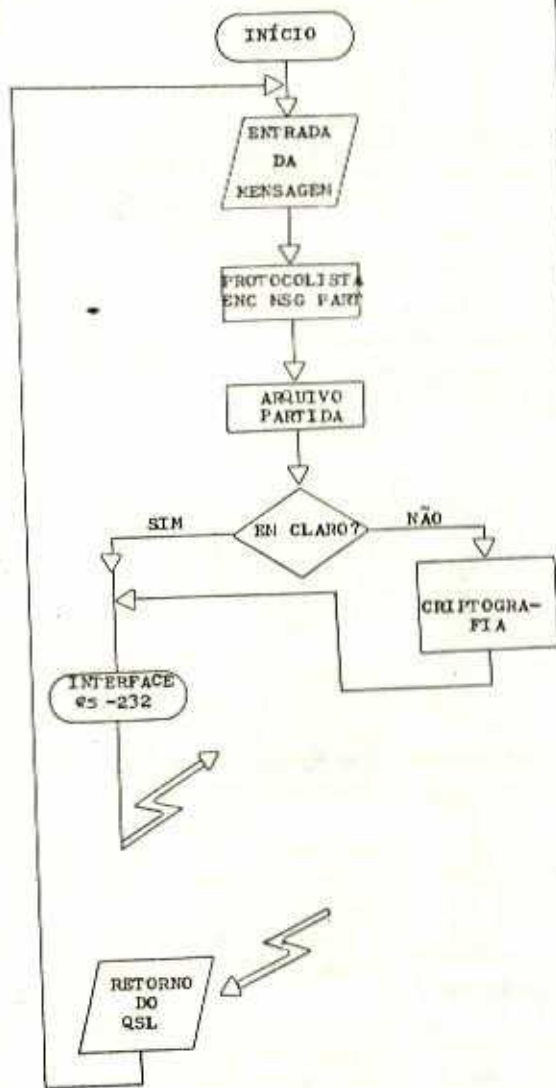 INÍCIO
ENTRADA
DA
MENSAGEN
PROTOCOLISTA
ENC MSG PART
ARQUIVO
PARTIDA
EM CLARO?
SIM
NÃO
CRIPTOGRA-
FIA
INTERFACE
RS -232
RETORNO
DO
QSL